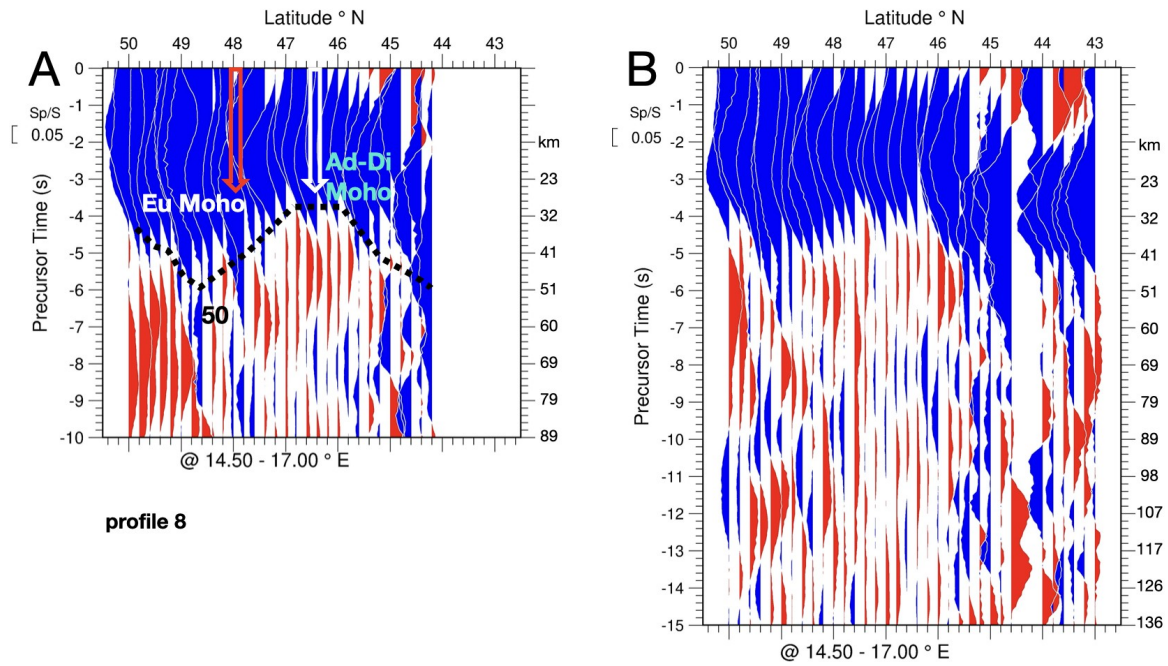 A
Latitude ° N
50 49 48 47 46 45 44 43
Sp/S
0.05
Precursor Time (s)
0
-1
-2
-3
-4
-5
-6
-7
-8
-9
-10
km
23
32
41
51
60
69
79
89
Eu Moho
Ad-Di
Moho
50
@ 14.50 - 17.00 ° E
profile 8
B
Latitude ° N
50 49 48 47 46 45 44 43
Sp/S
0.05
Precursor Time (s)
0
-1
-2
-3
-4
-5
-6
-7
-8
-9
-10
-11
-12
-13
-14
-15
km
23
32
41
51
60
69
79
89
98
107
117
126
136
@ 14.50 - 17.00 ° E